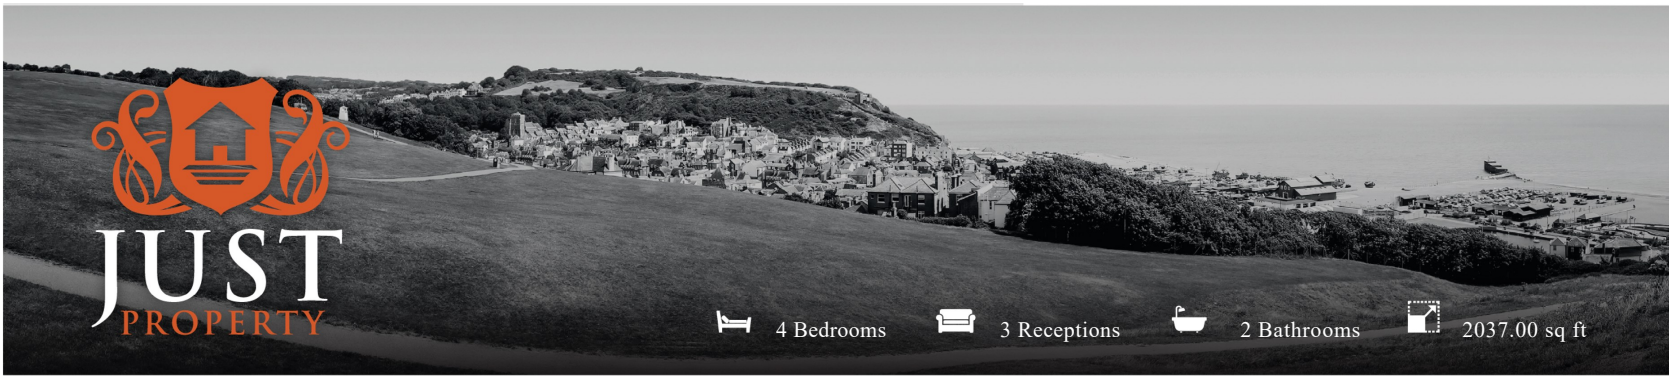 JUST
PROPERTY
4 Bedrooms
3 Receptions
2 Bathrooms
2037.00 sq ft